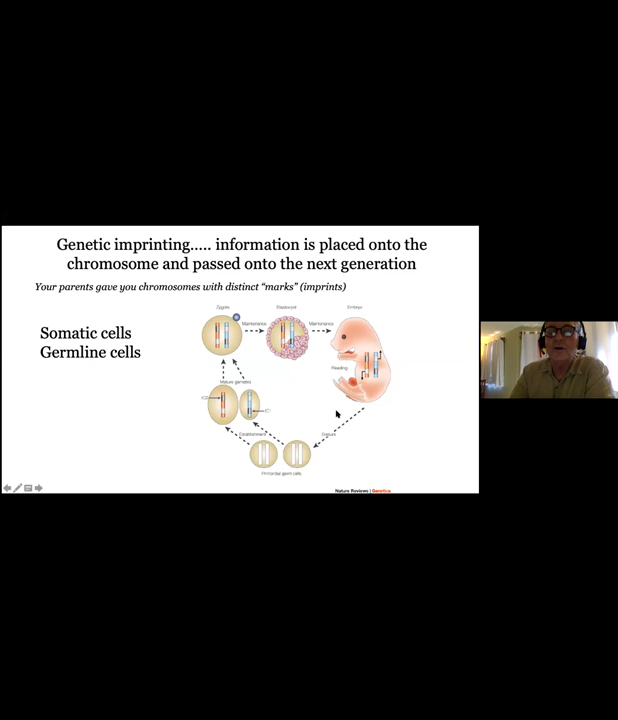 Genetic imprinting..... information is placed onto the
chromosome and passed onto the next generation
Your parents gave you chromosomes with distinct "marks" (imprints)
Somatic cells
Germline cells
Zygote
Blastocyst
Embryo
Maintenance
Maintenance
Reading
Mature gametes
Establishment
Erasure
Primordial germ cells
Nature Reviews | Genetics